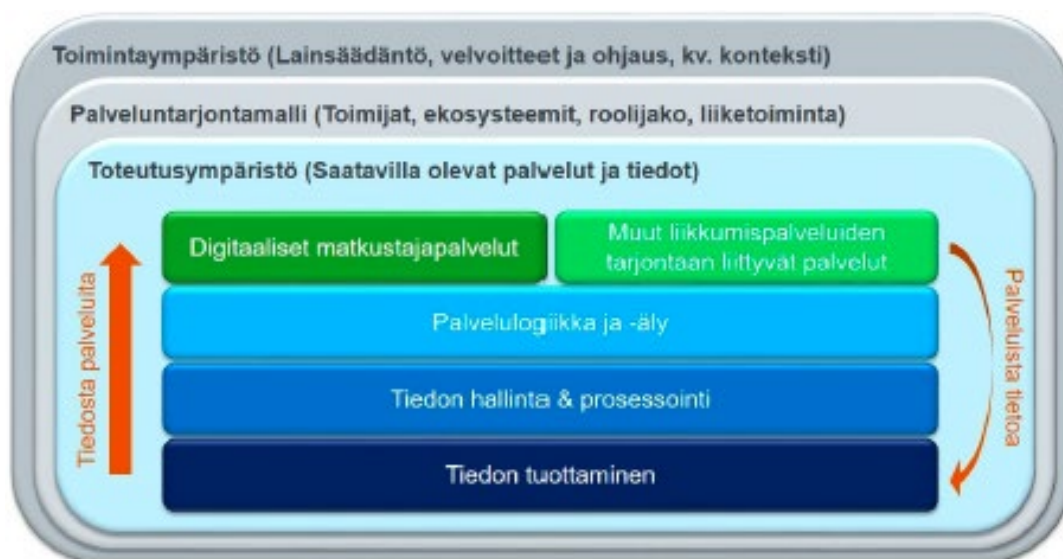 Toimintaympäristö (Lainsäädäntö, velvoitteet ja ohjaus, kv. konteksti)
Palveluntarjontamalli (Toimijat, ekosysteemit, roolijako, liiketoiminta)
Toteutusympäristö (Saatavilla olevat palvelut ja tiedot)
Digitaaliset matkustajapalvelut
Muut liikkumispalveluiden
tarjontaan liittyvät palvelut
Palvelulogiikka ja -äly
Tiedon hallinta & prosessointi
Tiedon tuottaminen
Tiedosta palveluita
Palveluista tietoa